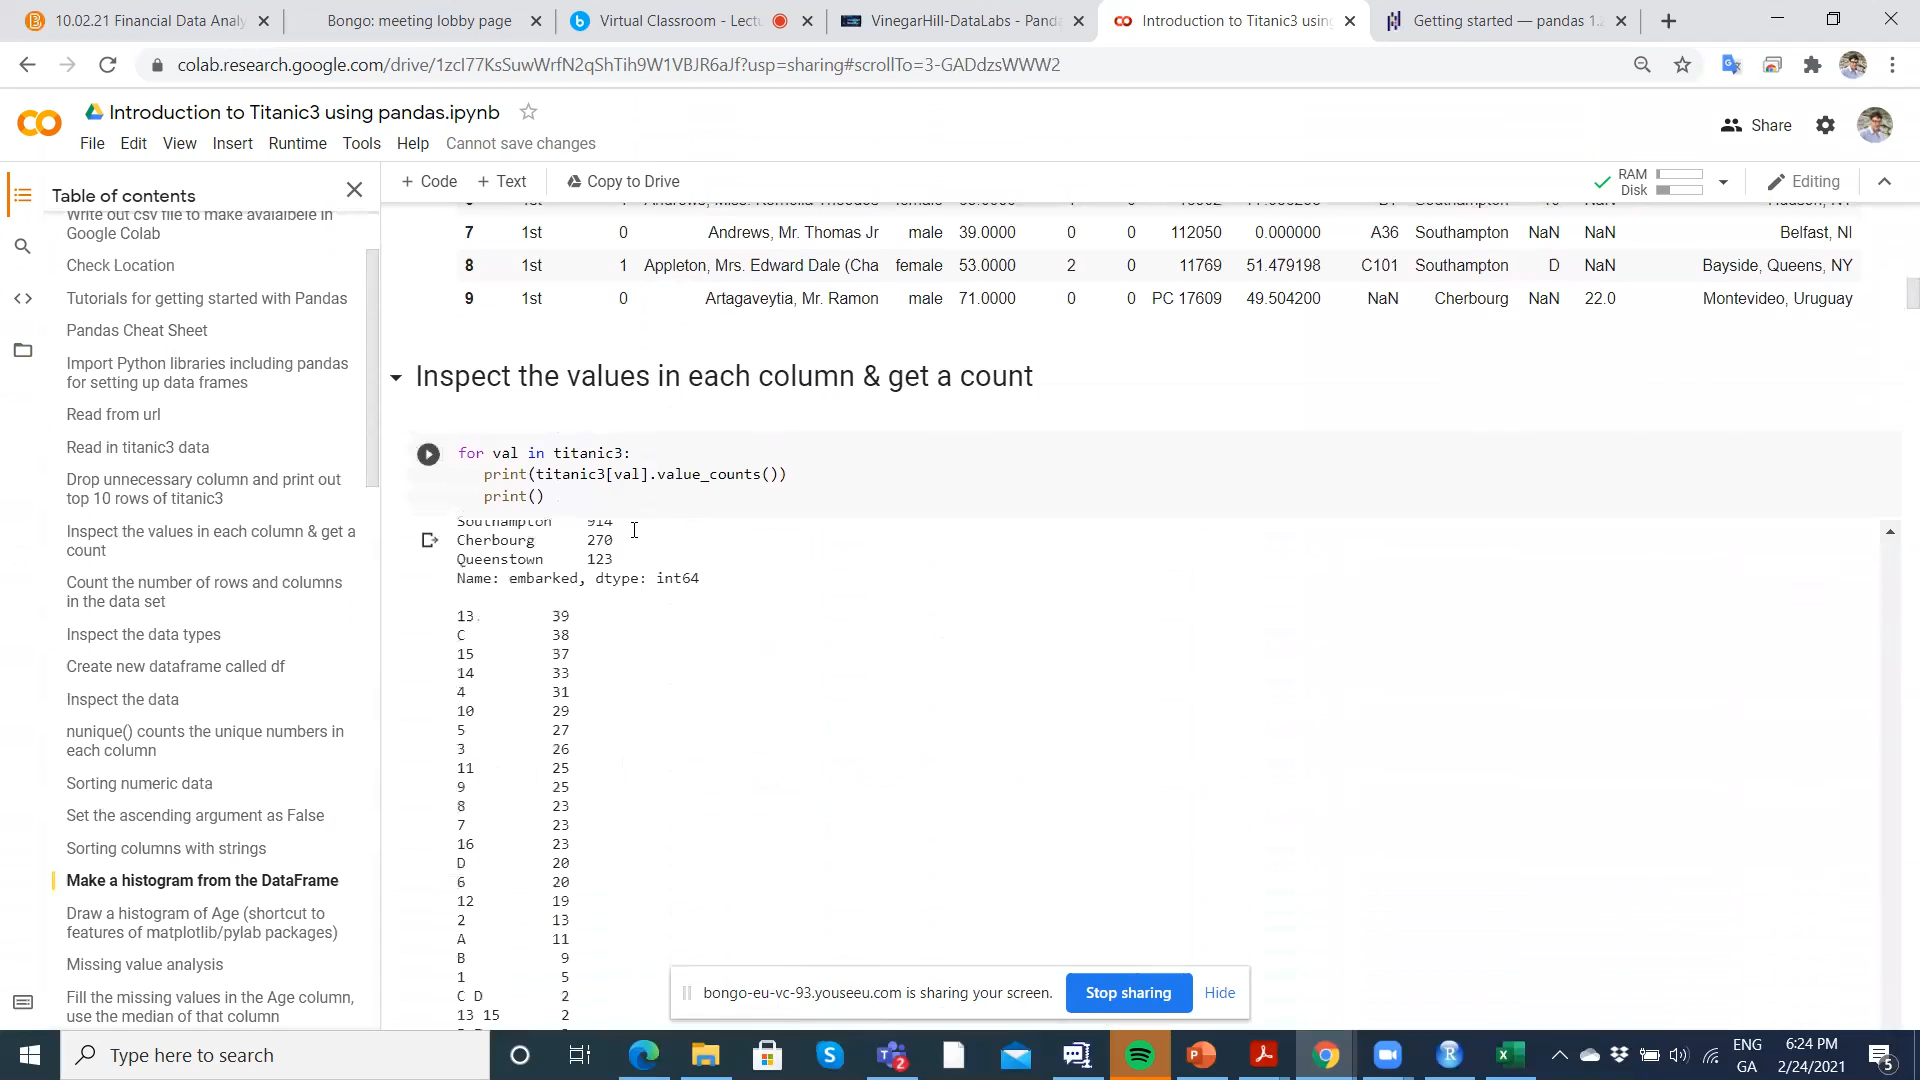 10.02.21 Financial Data Analy
Bongo: meeting lobby page
Virtual Classroom - Lectu
VinegarHill-DataLabs - Panda
Introduction to Titanic3 using
Getting started — pandas 1.2
colab.research.google.com/drive/1zcI77KsSuwWrfN2qShTih9W1VBJR6aJf?usp=sharing#scrollTo=3-GADdzsWWW2
Introduction to Titanic3 using pandas.ipynb
File Edit View Insert Runtime Tools Help Cannot save changes
Share
+ Code + Text Copy to Drive
RAM
Disk
Editing
Table of contents
Write out csv file to make avalabele in
Google Colab
Check Location
Tutorials for getting started with Pandas
Pandas Cheat Sheet
Import Python libraries including pandas
for setting up data frames
Read from url
Read in titanic3 data
Drop unnecessary column and print out
top 10 rows of titanic3
Inspect the values in each column & get a
count
Count the number of rows and columns
in the data set
Inspect the data types
Create new dataframe called df
Inspect the data
nunique() counts the unique numbers in
each column
Sorting numeric data
Set the ascending argument as False
Sorting columns with strings
Make a histogram from the DataFrame
Draw a histogram of Age (shortcut to
features of matplotlib/pylab packages)
Missing value analysis
Fill the missing values in the Age column,
use the median of that column
7 1st 0 Andrews, Mr. Thomas Jr male 39.0000 0 0 112050 0.000000 A36 Southampton NaN NaN Belfast, NI
8 1st 1 Appleton, Mrs. Edward Dale (Cha female 53.0000 2 0 11769 51.479198 C101 Southampton D NaN Bayside, Queens, NY
9 1st 0 Artagaveytia, Mr. Ramon male 71.0000 0 0 PC 17609 49.504200 NaN Cherbourg NaN 22.0 Montevideo, Uruguay
Inspect the values in each column & get a count
for val in titanic3:
print(titanic3[val].value_counts())
print()
Southampton 914
Cherbourg 270
Queenstown 123
Name: embarked, dtype: int64
13 39
C 38
15 37
14 33
4 31
10 29
5 27
3 26
11 25
9 25
8 23
7 23
16 23
D 20
6 20
12 19
2 13
A 11
B 9
1 5
C D 2
13 15 2
bongo-eu-vc-93.youseeu.com is sharing your screen.
Stop sharing
Hide
Type here to search
ENG
GA
6:24 PM
2/24/2021
2
5